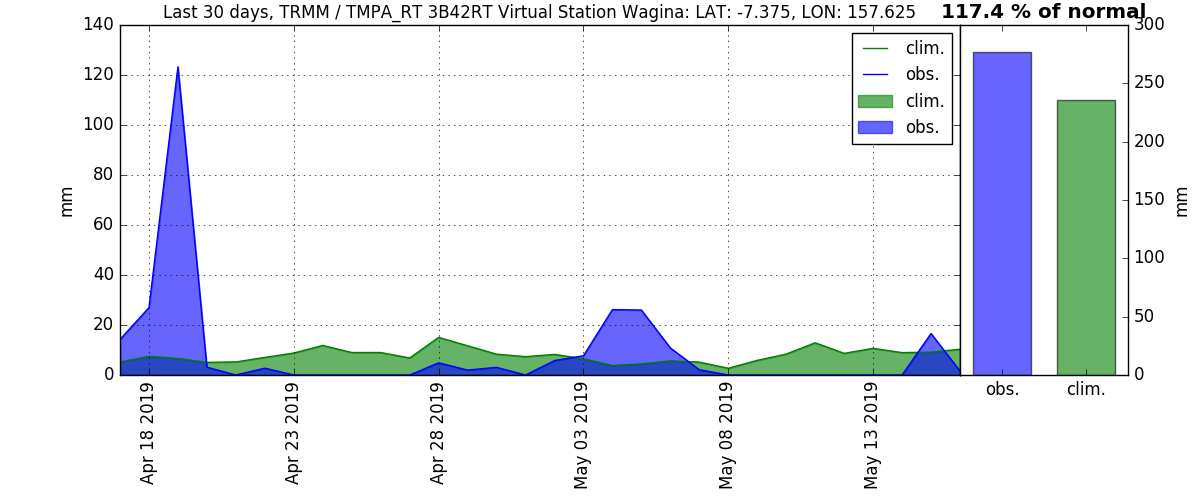 Last 30 days, TRMM / TMPA_RT 3B42RT Virtual Station Wagina: LAT: -7.375, LON: 157.625
117.4 % of normal
140
120
100
80
60
40
20
0
mm
clim.
obs.
clim.
obs.
Apr 18 2019
Apr 23 2019
Apr 28 2019
May 03 2019
May 08 2019
May 13 2019
300
250
200
150
100
50
0
mm
obs.
clim.